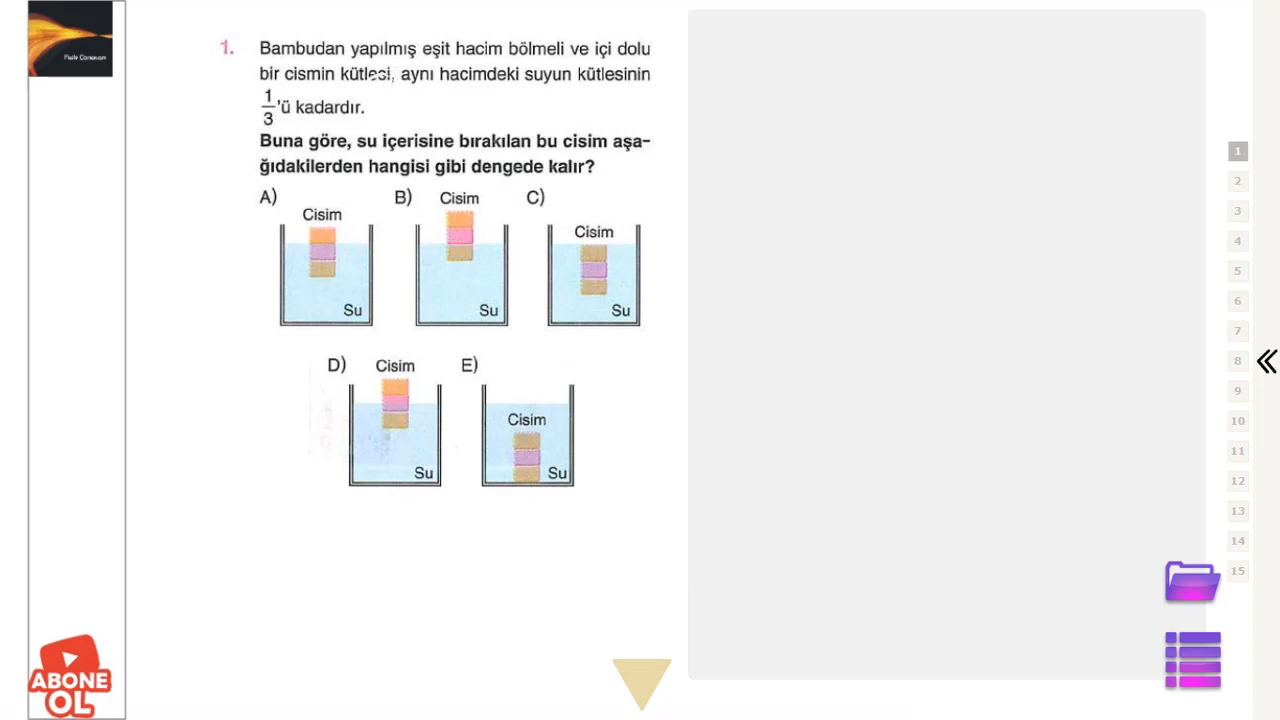 Fizik Canavarı
1. Bambudan yapılmış eşit hacim bölmeli ve içi dolu
bir cismin kütlesi, aynı hacimdeki suyun kütlesinin
1/3'ü kadardır.
Buna göre, su içerisine bırakılan bu cisim aşa-
ğıdakilerden hangisi gibi dengede kalır?
A) B) C)
Cisim Cisim Cisim
Su Su Su
D) E)
Cisim Cisim
Su Su
1
2
3
4
5
6
7
8
9
10
11
12
13
14
15
ABONE
OL